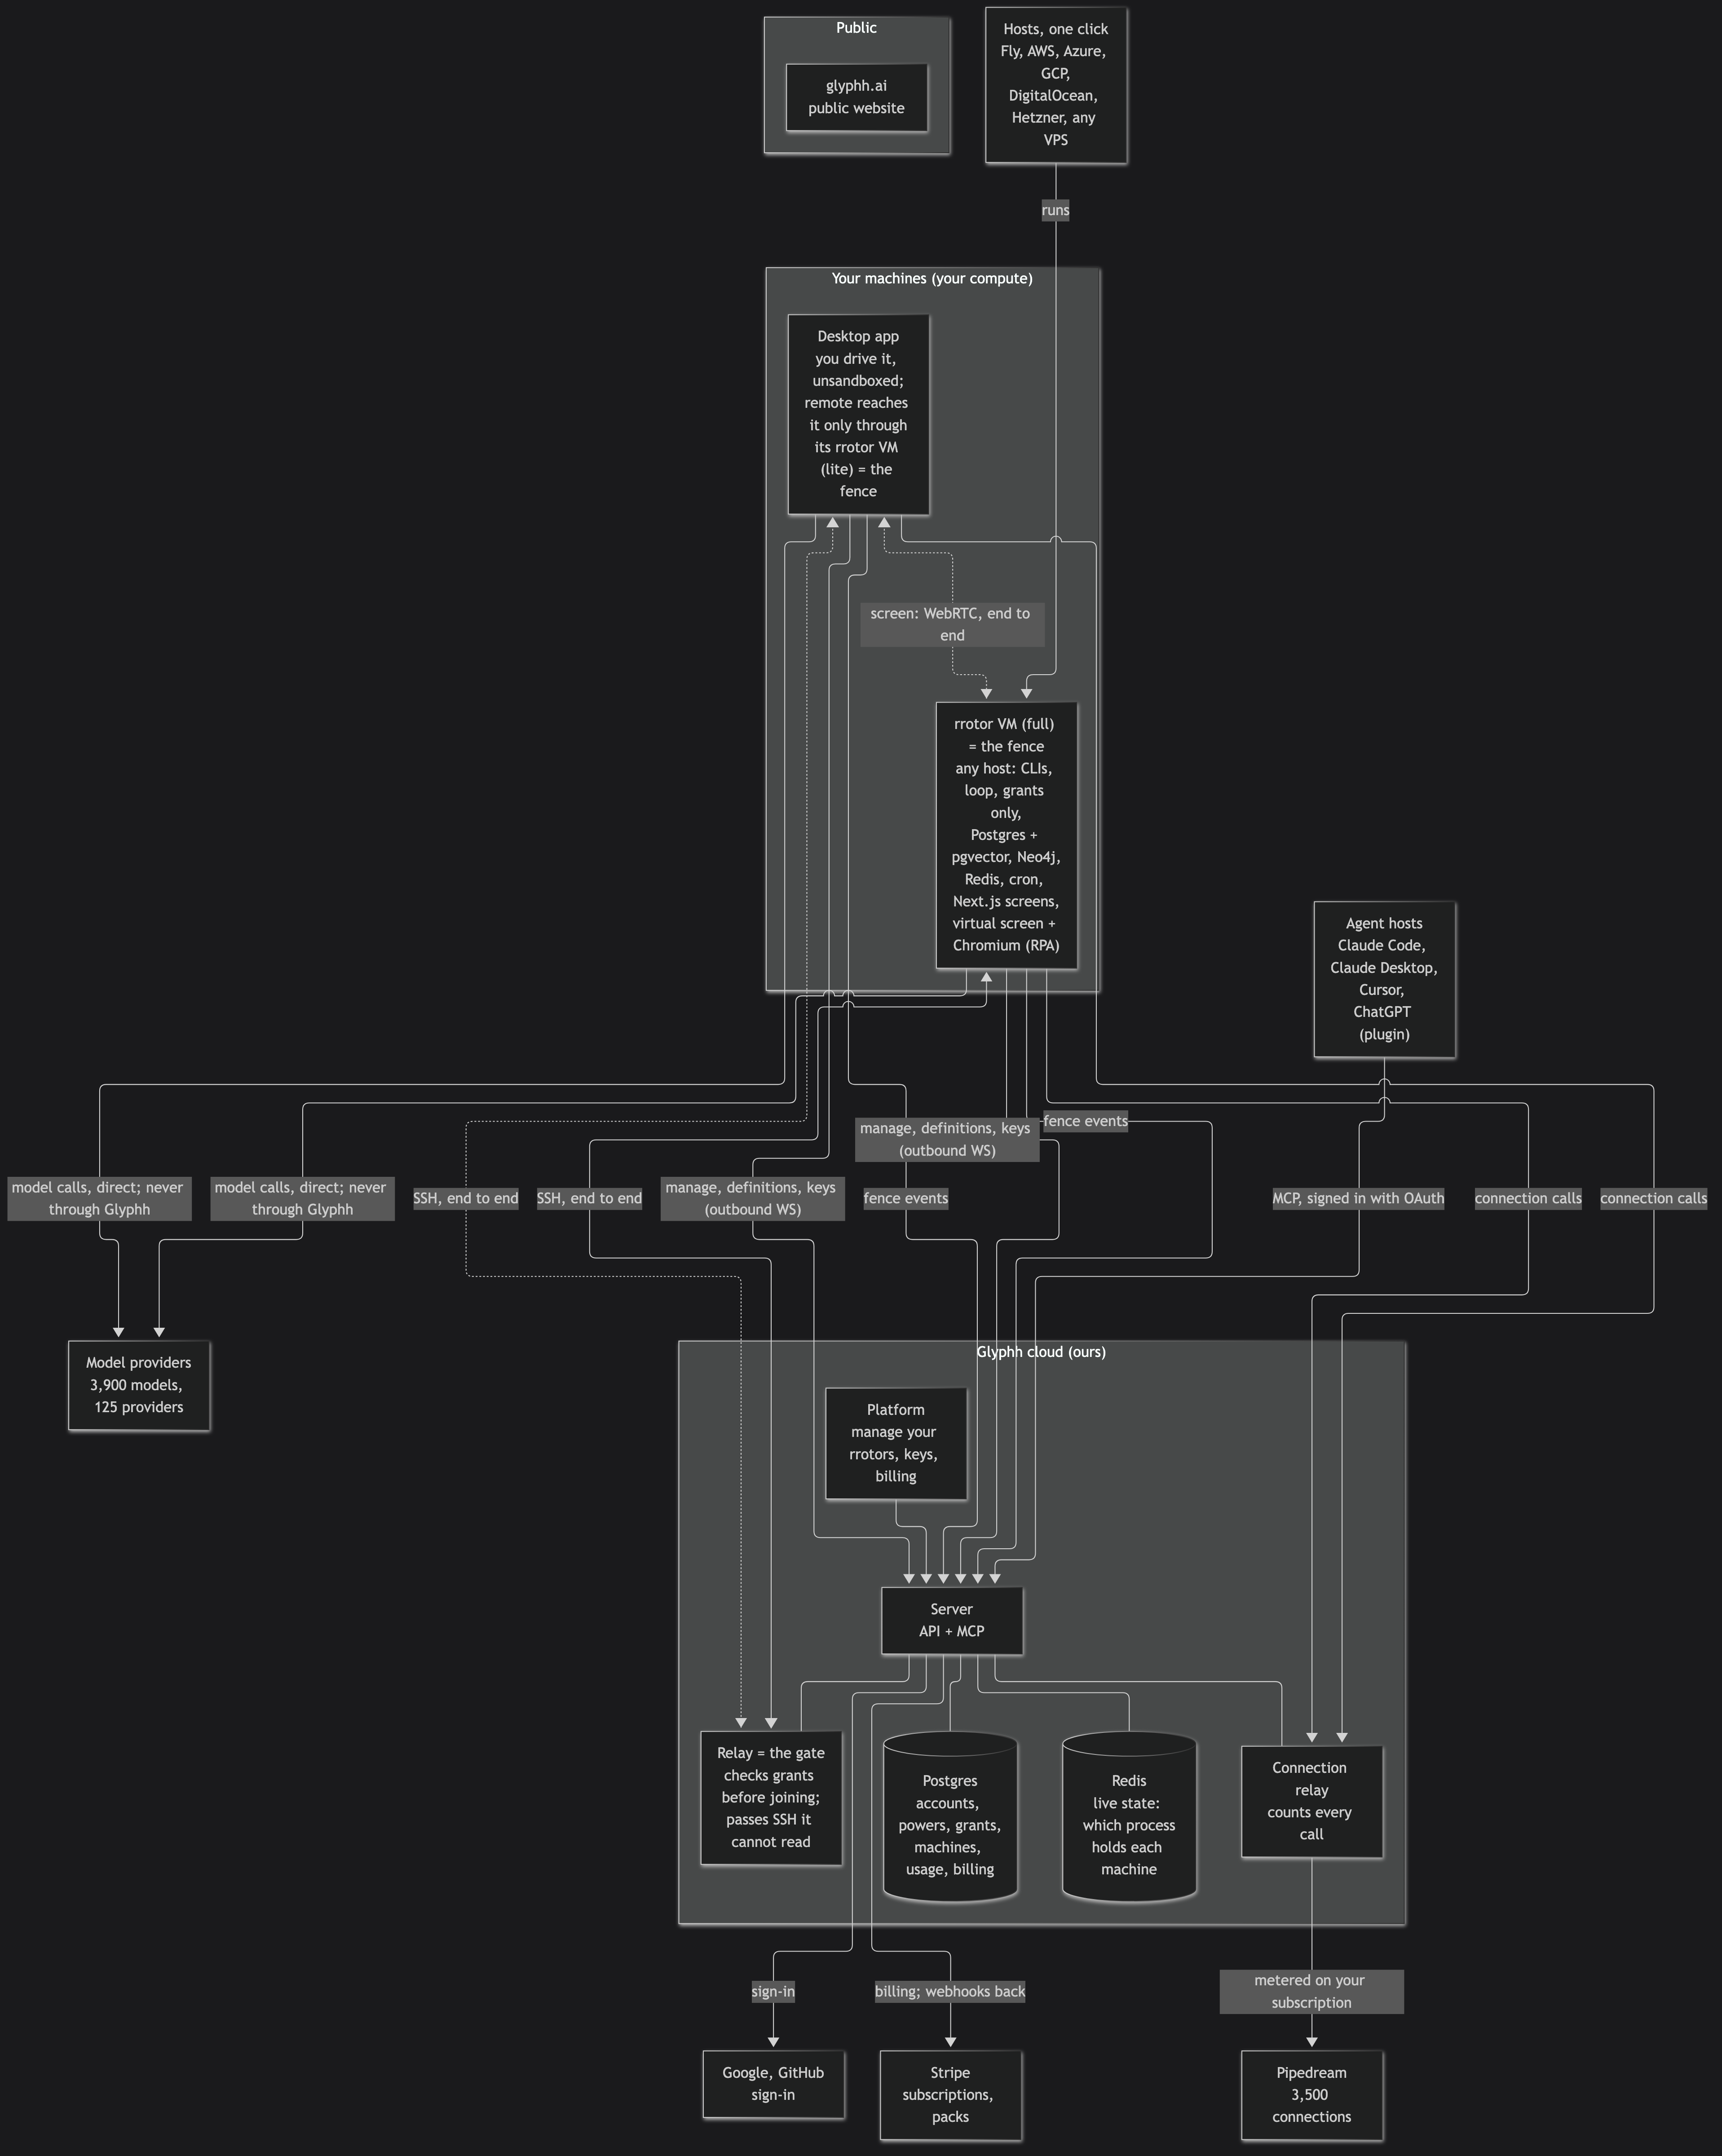 Public
glyphh.ai
public website
Hosts, one click
Fly, AWS, Azure,
GCP,
DigitalOcean,
Hetzner, any
VPS
runs
Your machines (your compute)
Desktop app
you drive it,
unsandboxed;
remote reaches
it only through
its rrotor VM
(lite) = the
fence
screen: WebRTC, end to
end
rrotor VM (full)
= the fence
any host: CLIs,
loop, grants
only,
Postgres +
pgvector, Neo4j,
Redis, cron,
Next.js screens,
virtual screen +
Chromium (RPA)
Agent hosts
Claude Code,
Claude Desktop,
Cursor,
ChatGPT
(plugin)
manage, definitions, keys
(outbound WS)
fence events
model calls, direct; never
through Glyphh
model calls, direct; never
through Glyphh
SSH, end to end
SSH, end to end
manage, definitions, keys
(outbound WS)
fence events
MCP, signed in with OAuth
connection calls
connection calls
Model providers
3,900 models,
125 providers
Glyphh cloud (ours)
Platform
manage your
rrotors, keys,
billing
Server
API + MCP
Relay = the gate
checks grants
before joining;
passes SSH it
cannot read
Postgres
accounts,
powers, grants,
machines,
usage, billing
Redis
live state:
which process
holds each
machine
Connection
relay
counts every
call
sign-in
billing; webhooks back
metered on your
subscription
Google, GitHub
sign-in
Stripe
subscriptions,
packs
Pipedream
3,500
connections